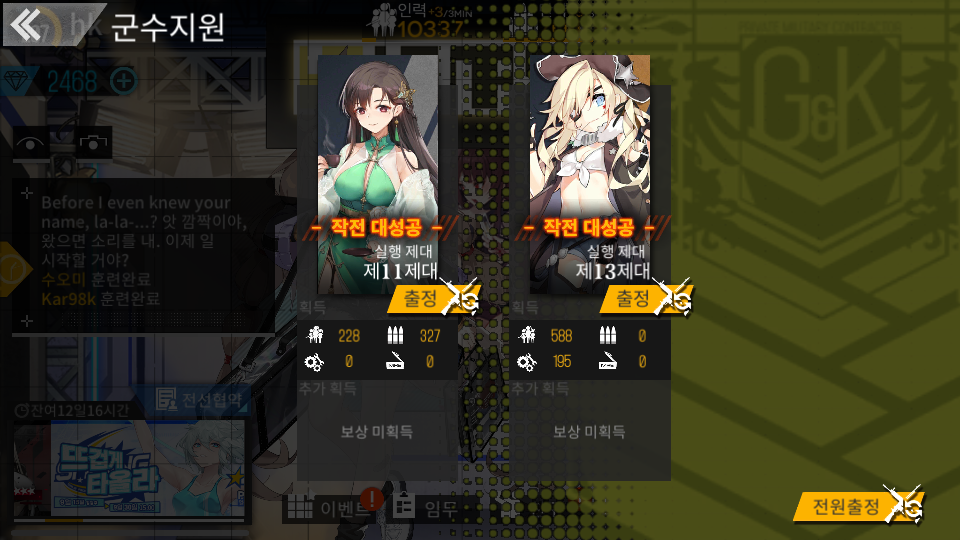 군수지원
인력 +3/3MIN
10337
2468
Before I even knew your
name, la-la-...? 앗 깜짝이야,
왔으면 소리를 내. 이제 일
시작할 거야?
수오미 훈련완료
Kar98k 훈련완료
- 작전 대성공 -
실행 제대
제11제대
출정
획득
228
327
0
0
추가 획득
보상 미획득
- 작전 대성공 -
실행 제대
제13제대
출정
획득
588
0
195
0
추가 획득
보상 미획득
전선협약
잔여12일16시간
뜨겁게
타올라
이벤트
임무
전원출정
G&K